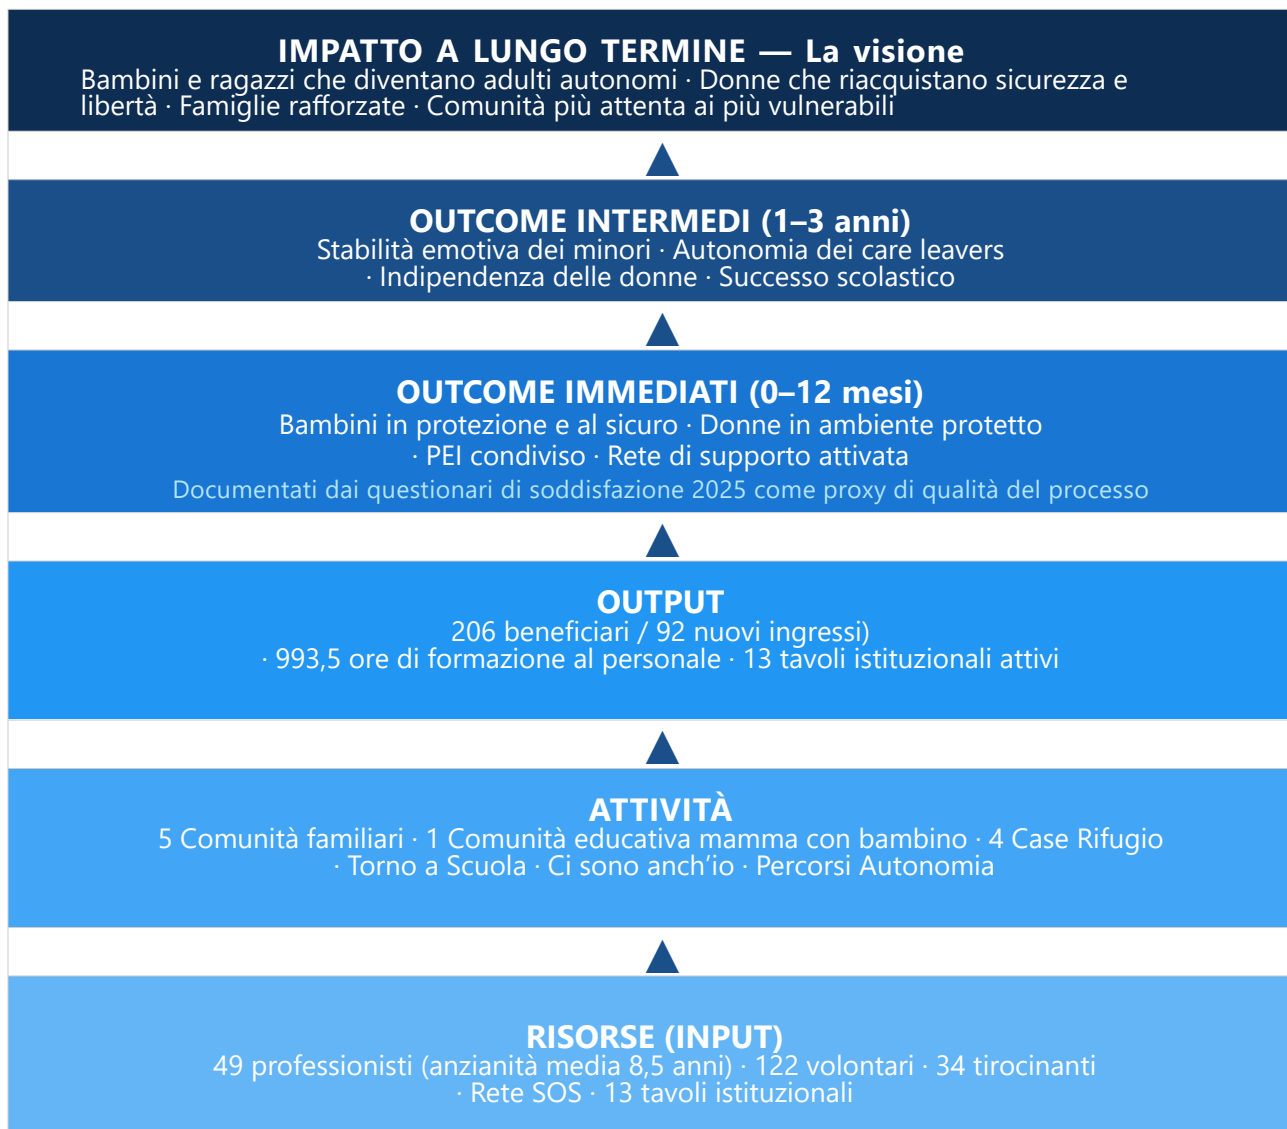 IMPATTO A LUNGO TERMINE — La visione
Bambini e ragazzi che diventano adulti autonomi · Donne che riacquistano sicurezza e
libertà · Famiglie rafforzate · Comunità più attenta ai più vulnerabili
OUTCOME INTERMEDI (1–3 anni)
Stabilità emotiva dei minori · Autonomia dei care leavers
· Indipendenza delle donne · Successo scolastico
OUTCOME IMMEDIATI (0–12 mesi)
Bambini in protezione e al sicuro · Donne in ambiente protetto
· PEI condiviso · Rete di supporto attivata
Documentati dai questionari di soddisfazione 2025 come proxy di qualità del processo
OUTPUT
206 beneficiari / 92 nuovi ingressi)
· 993,5 ore di formazione al personale · 13 tavoli istituzionali attivi
ATTIVITÀ
5 Comunità familiari · 1 Comunità educativa mamma con bambino · 4 Case Rifugio
· Torno a Scuola · Ci sono anch’io · Percorsi Autonomia
RISORSE (INPUT)
49 professionisti (anzianità media 8,5 anni) · 122 volontari · 34 tirocinanti
· Rete SOS · 13 tavoli istituzionali